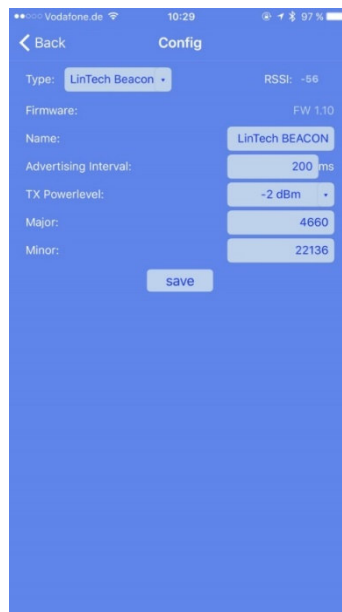 Vodafone.de 10:29 97 %
Back Config
Type: LinTech Beacon RSSI: -56
Firmware: FW 1.10
Name: LinTech BEACON
Advertising Interval: 200 ms
TX Powerlevel: -2 dBm
Major: 4660
Minor: 22136
save